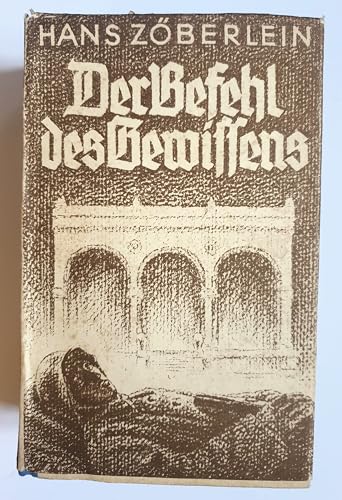 HANS ZÖBERLEIN
Der Befehl
des Gewissens